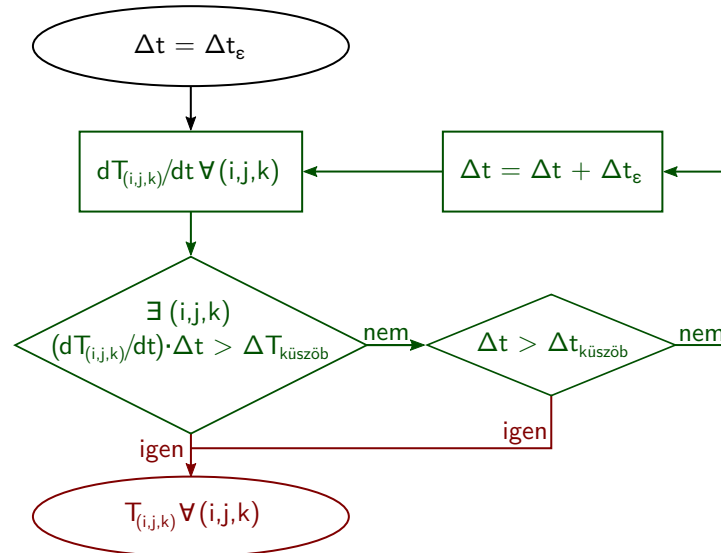 Δt = Δt_ε
dT_(i,j,k)/dt ∀ (i,j,k)
Δt = Δt + Δt_ε
∃ (i,j,k)
(dT_(i,j,k)/dt)·Δt > ΔT_küszöb
nem
Δt > Δt_küszöb
nem
igen
igen
T_(i,j,k) ∀ (i,j,k)